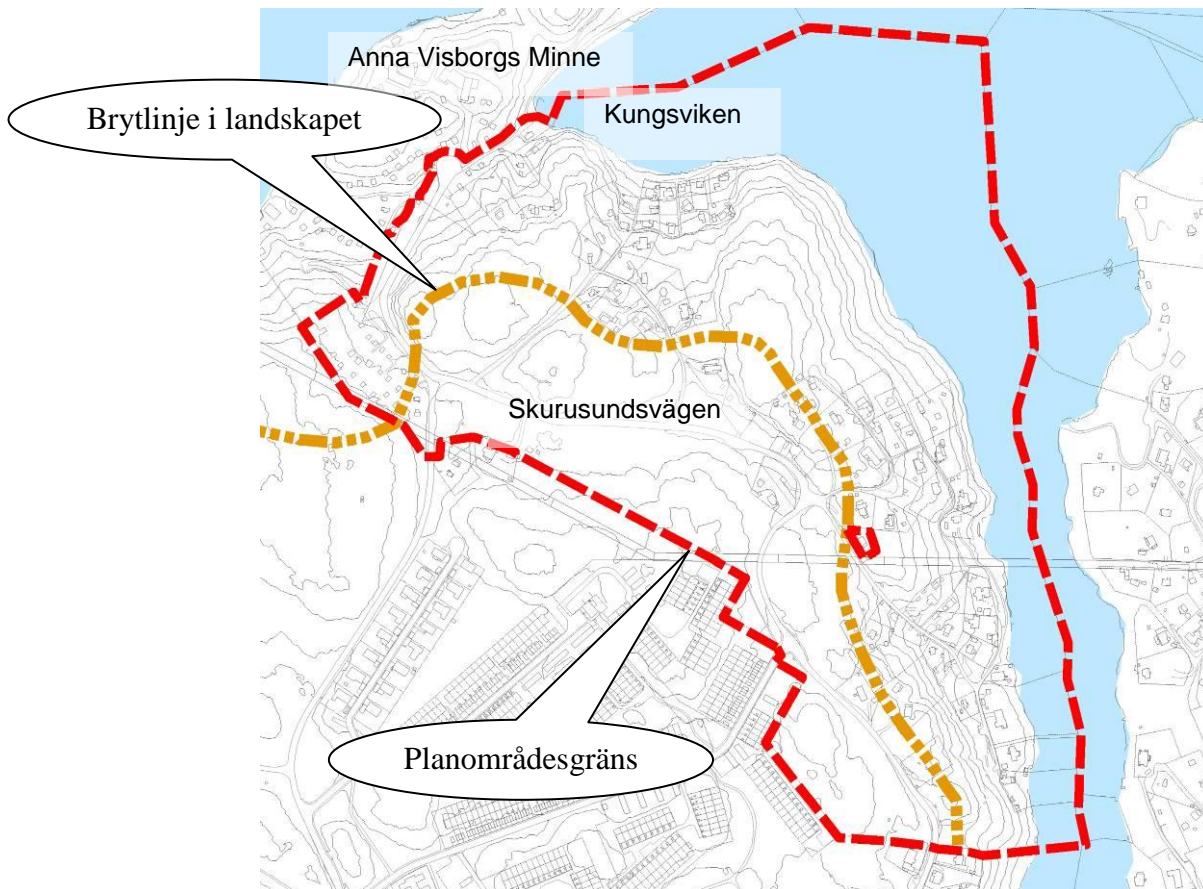 Anna Visborgs Minne
Kungsviken
Brytlinje i landskapet
Skurusundsvägen
Planområdesgräns